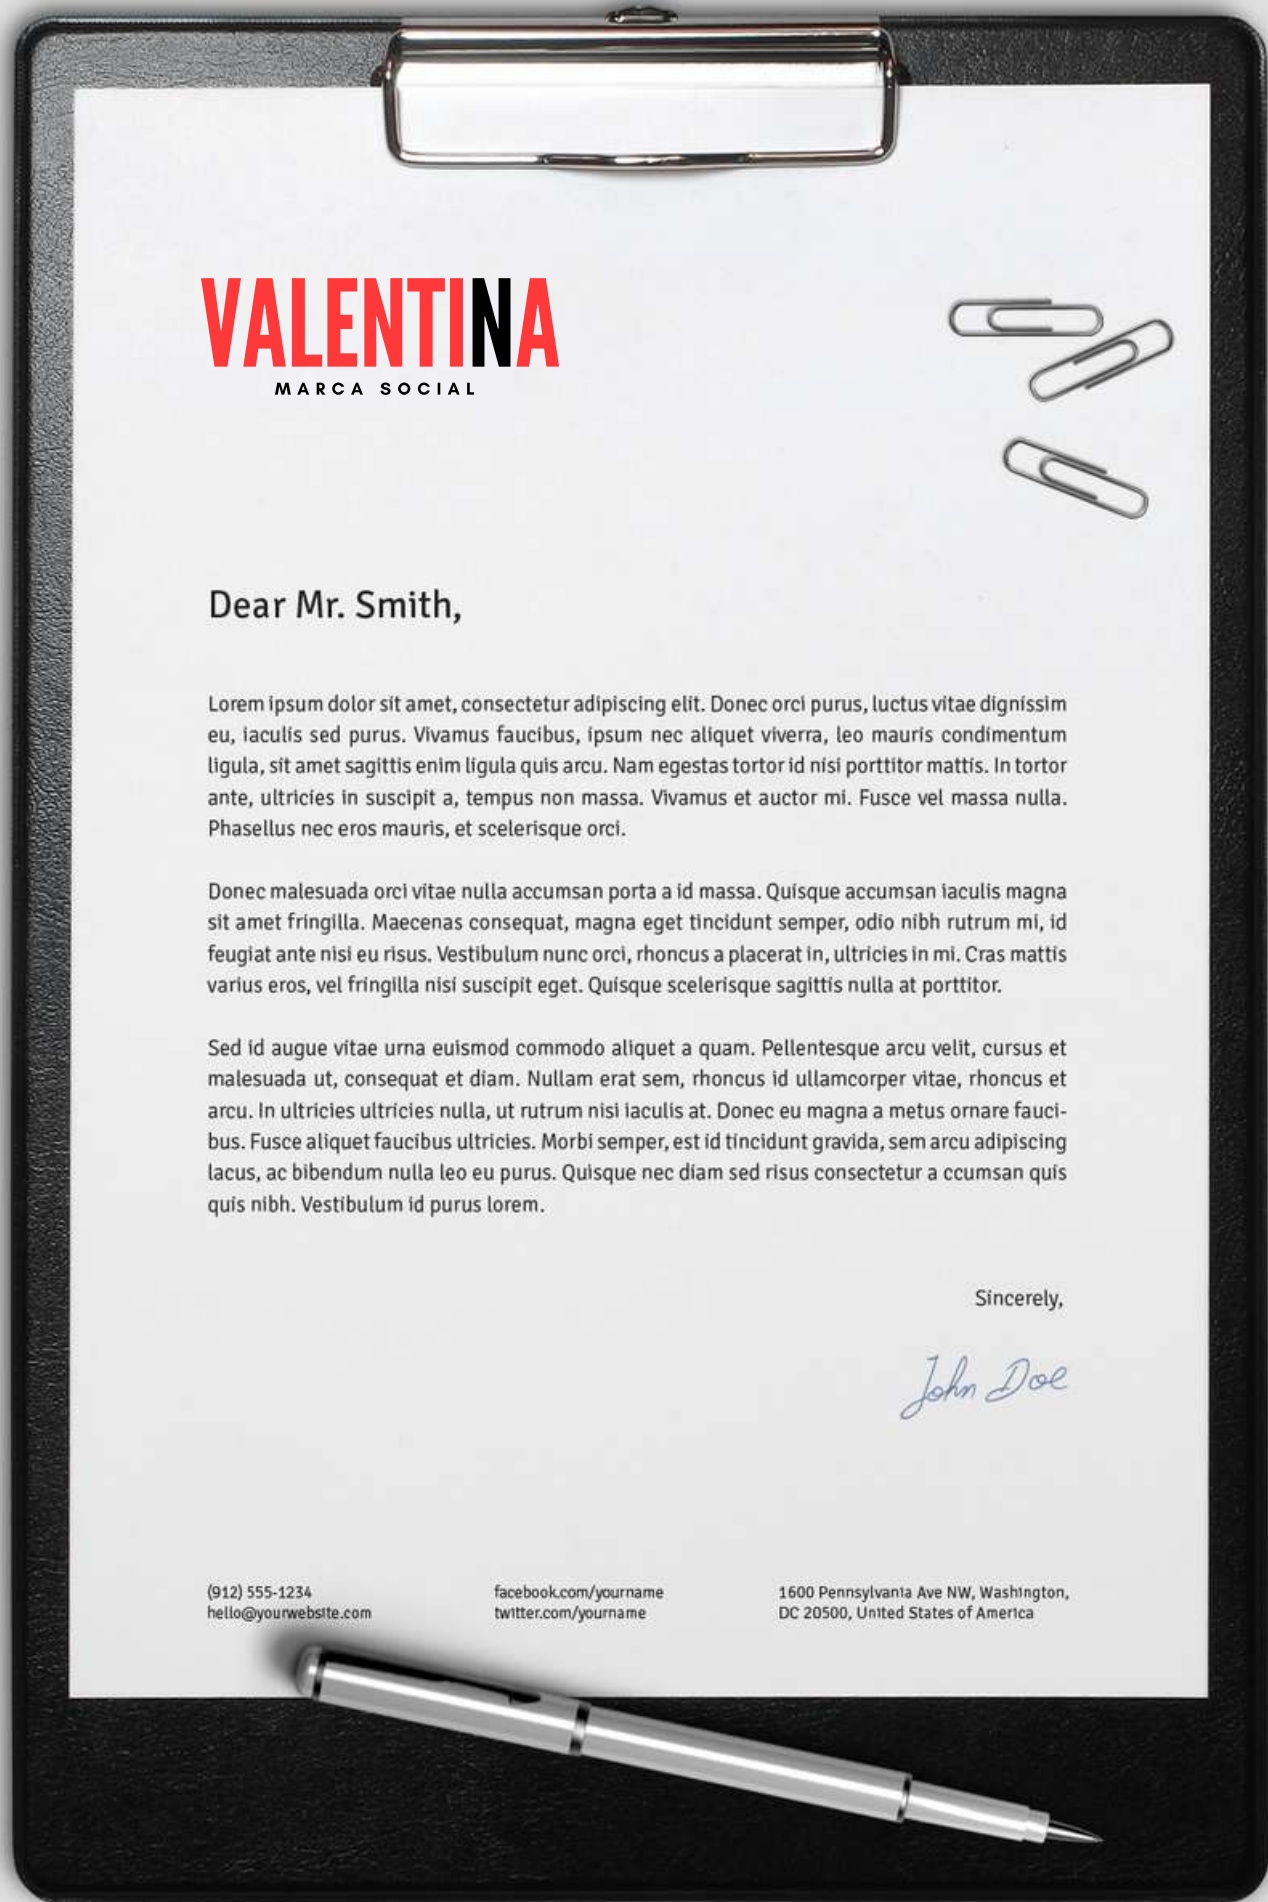 VALENTINA
MARCA SOCIAL
Dear Mr. Smith,
Lorem ipsum dolor sit amet, consectetur adipiscing elit. Donec orci purus, luctus vitae dignissim
eu, iaculis sed purus. Vivamus faucibus, ipsum nec aliquet viverra, leo mauris condimentum
ligula, sit amet sagittis enim ligula quis arcu. Nam egestas tortor id nisi porttitor mattis. In tortor
ante, ultricies in suscipit a, tempus non massa. Vivamus et auctor mi. Fusce vel massa nulla.
Phasellus nec eros mauris, et scelerisque orci.
Donec malesuada orci vitae nulla accumsan porta a id massa. Quisque accumsan iaculis magna
sit amet fringilla. Maecenas consequat, magna eget tincidunt semper, odio nibh rutrum mi, id
feugiat ante nisi eu risus. Vestibulum nunc orci, rhoncus a placerat in, ultricies in mi. Cras mattis
varius eros, vel fringilla nisi suscipit eget. Quisque scelerisque sagittis nulla at porttitor.
Sed id augue vitae urna euismod commodo aliquet a quam. Pellentesque arcu velit, cursus et
malesuada ut, consequat et diam. Nullam erat sem, rhoncus id ullamcorper vitae, rhoncus et
arcu. In ultricies ultricies nulla, ut rutrum nisi iaculis at. Donec eu magna a metus ornare fauci-
bus. Fusce aliquet faucibus ultricies. Morbi semper, est id tincidunt gravida, sem arcu adipiscing
lacus, ac bibendum nulla leo eu purus. Quisque nec diam sed risus consectetur a ccumsan quis
quis nibh. Vestibulum id purus lorem.
Sincerely,
John Doe
(912) 555-1234
hello@yourwebsite.com
facebook.com/yourname
twitter.com/yourname
1600 Pennsylvania Ave NW, Washington,
DC 20500, United States of America